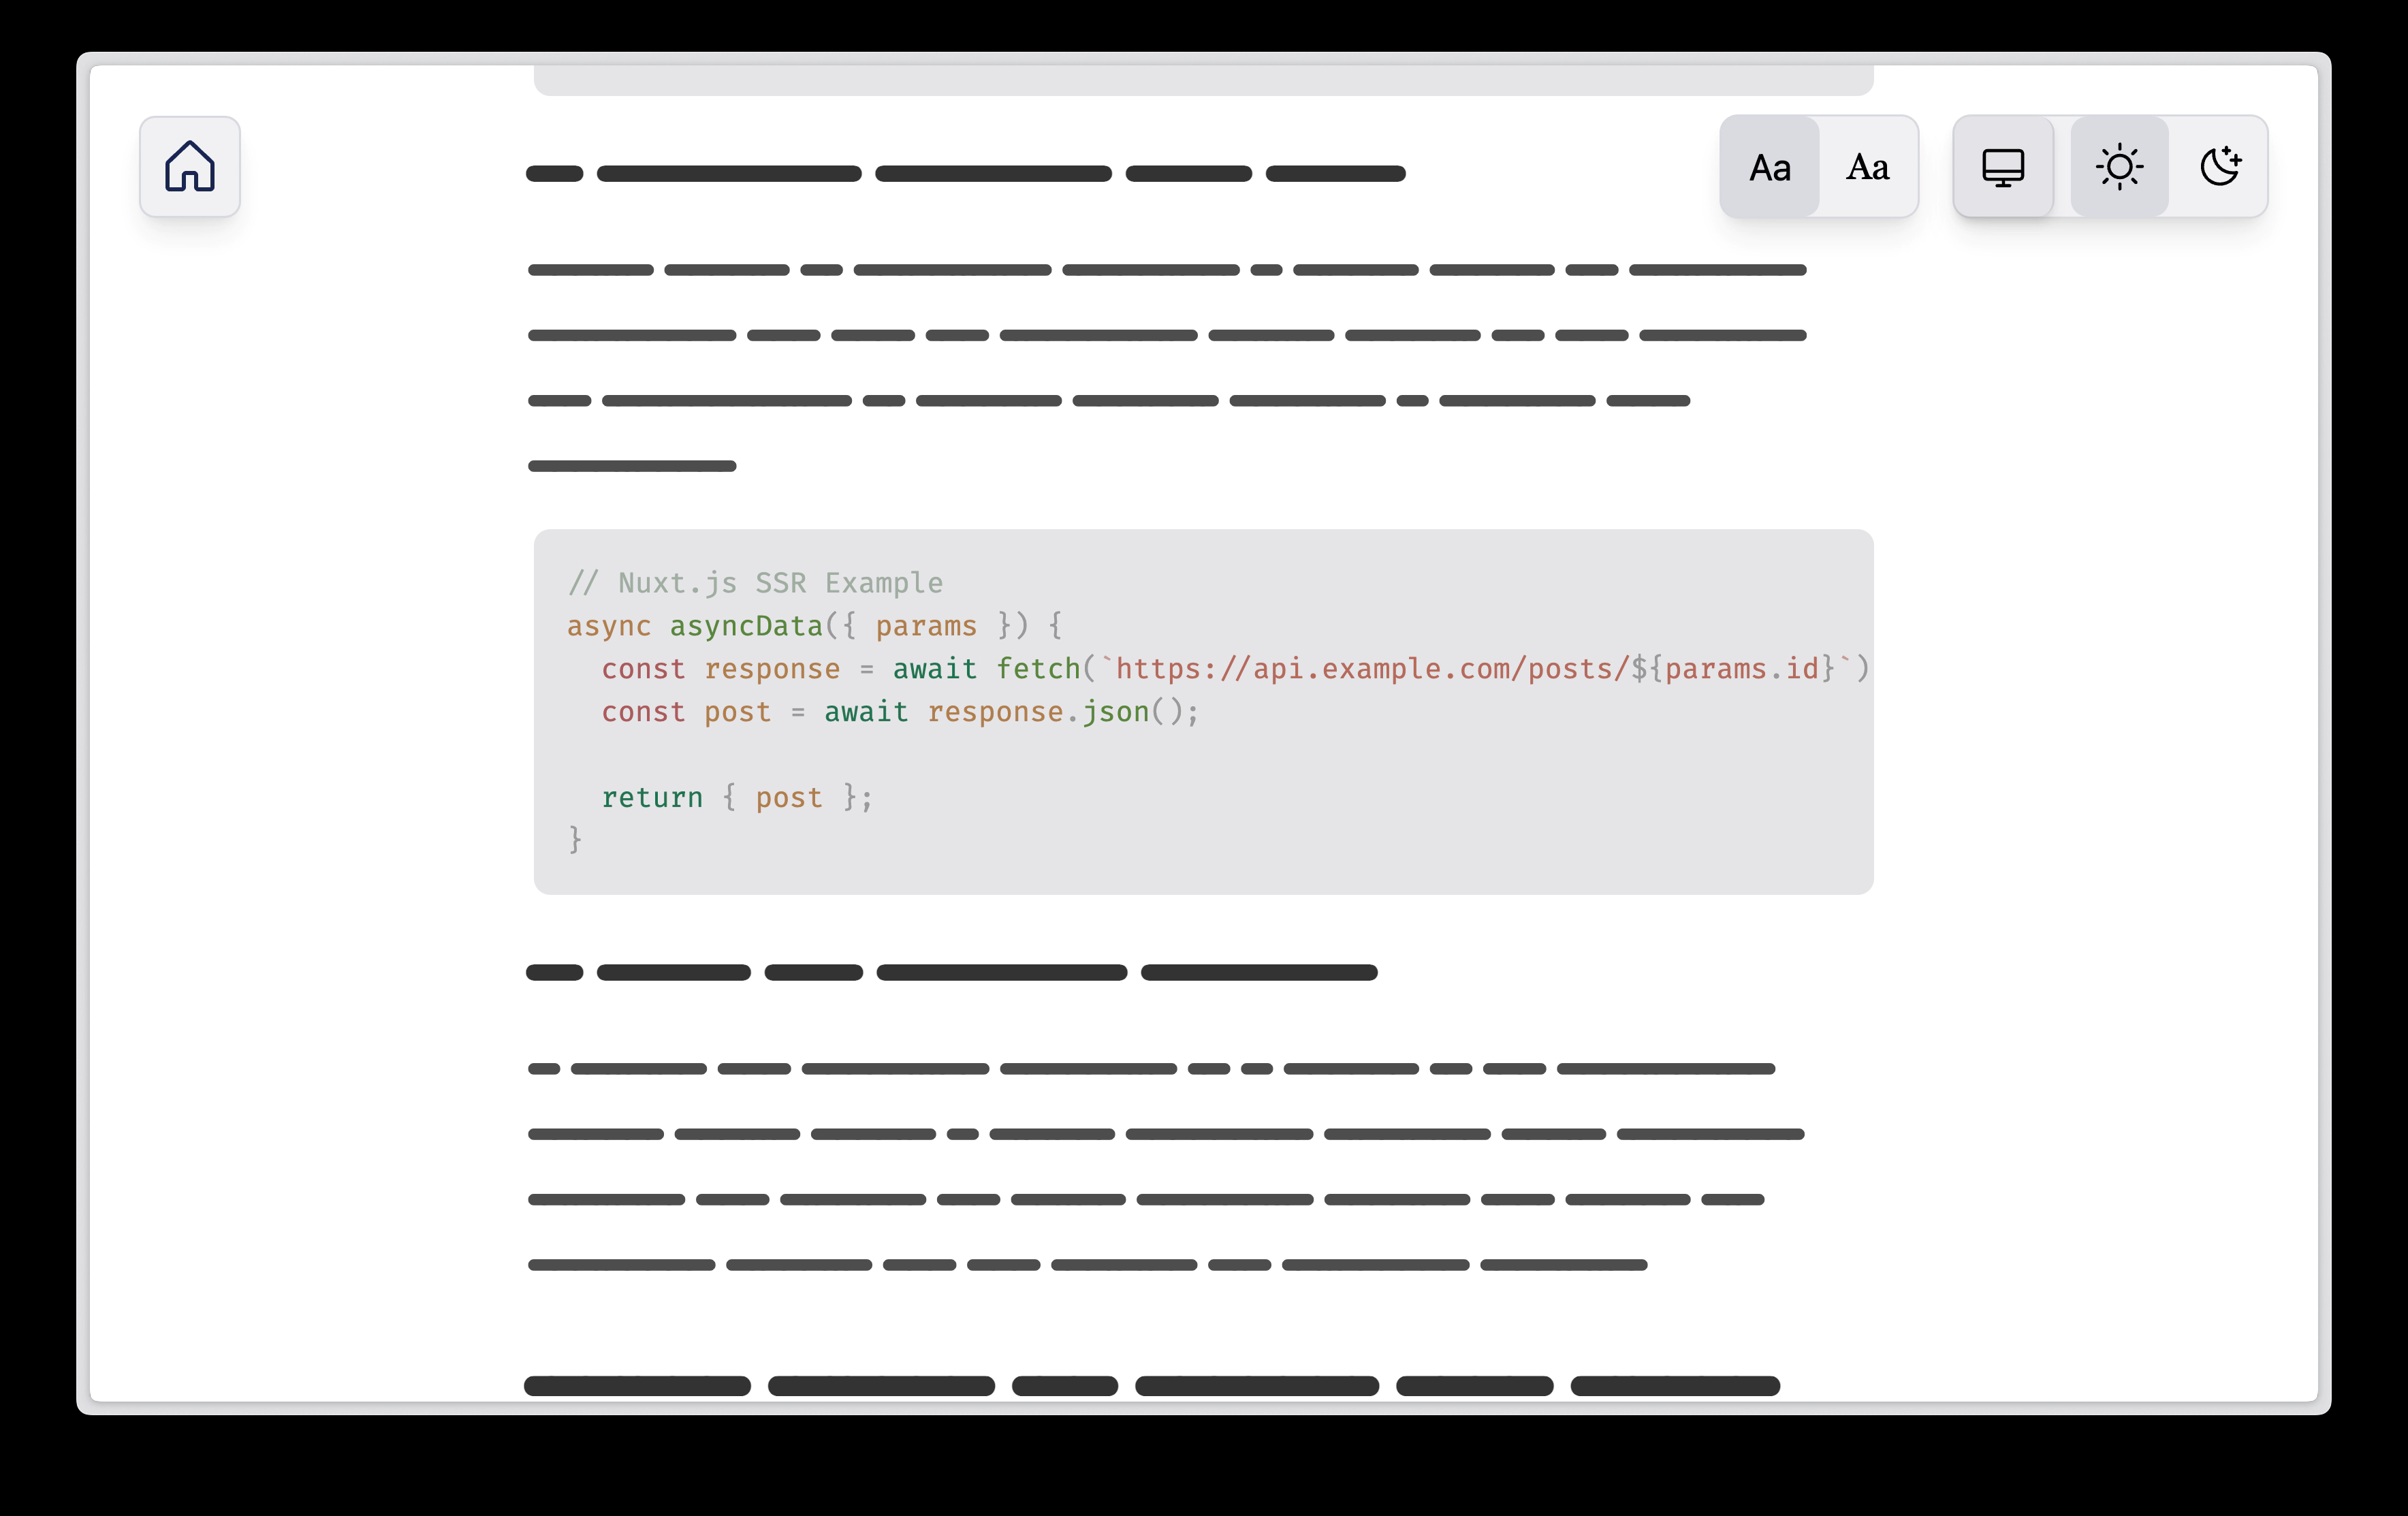 Aa Aa
// Nuxt.js SSR Example
async asyncData({ params }) {
  const response = await fetch(`https://api.example.com/posts/${params.id}`)
  const post = await response.json();
  return { post };
}